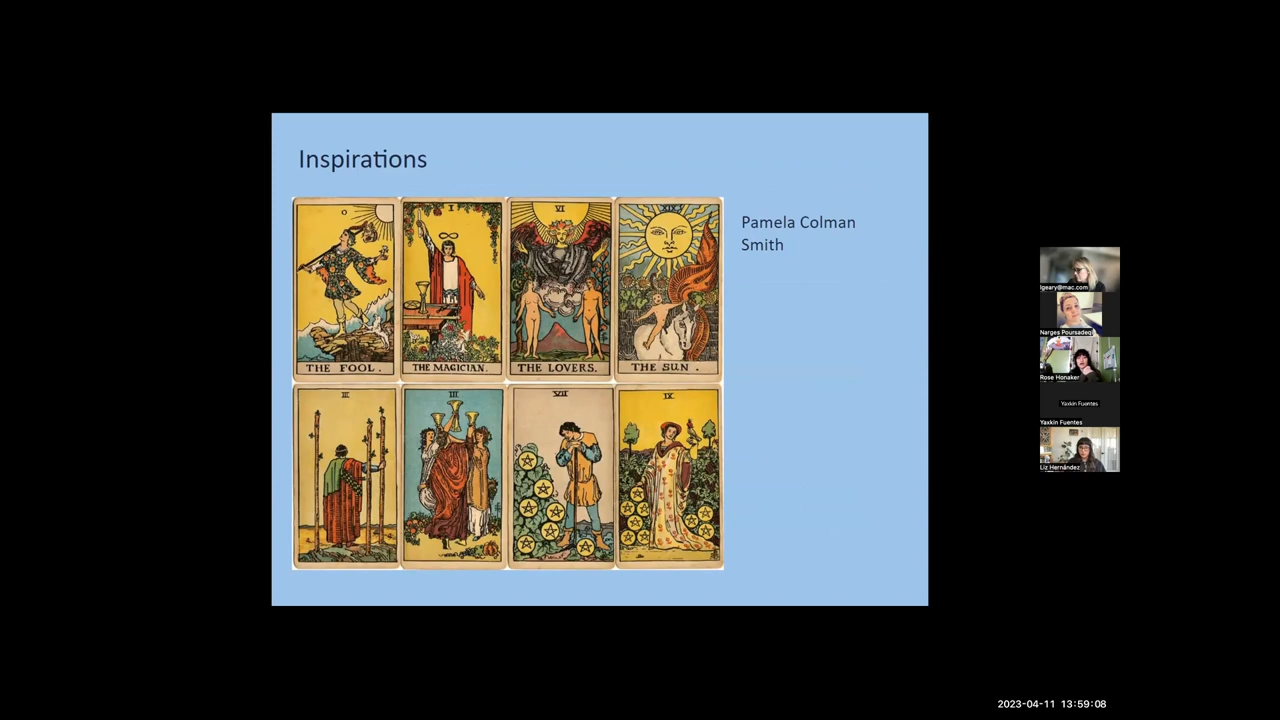 Inspirations
Pamela Colman
Smith
0
I
VI
XIX
THE FOOL.
THE MAGICIAN.
THE LOVERS.
THE SUN .
III
III
VII
IX
lgeary@mac.com
Narges Poursadeqi
Rose Honaker
Yaxkin Fuentes
Yaxkin Fuentes
Liz Hernández
2023-04-11 13:59:08